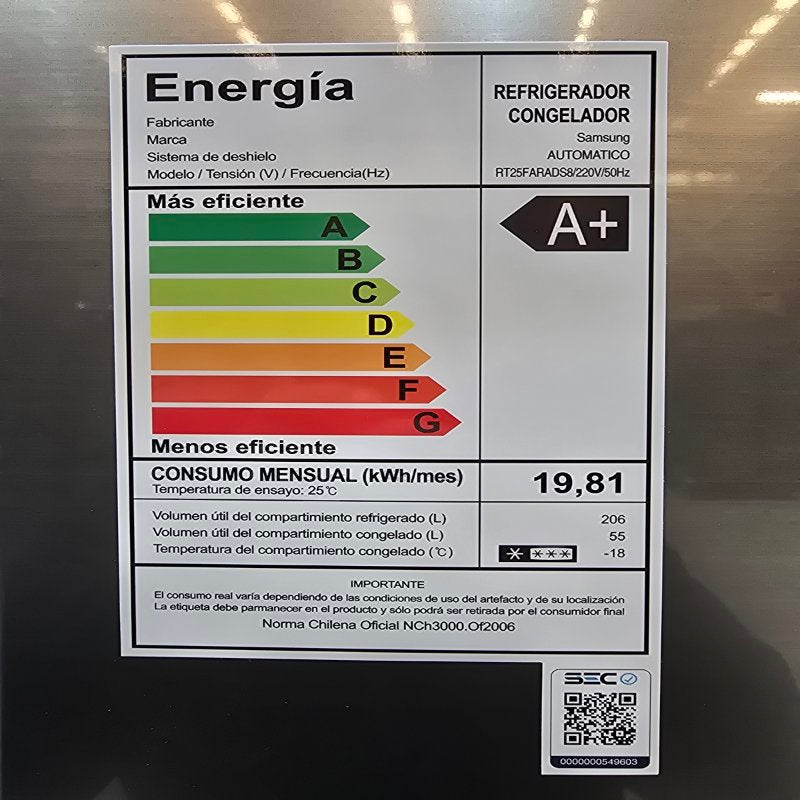 Energía
REFRIGERADOR
CONGELADOR
Fabricante
Marca
Samsung
Sistema de deshielo
AUTOMATICO
Modelo / Tensión (V) / Frecuencia(Hz)
RT25FARADS8/220V/50Hz
Más eficiente
A+
A
B
C
D
E
F
G
Menos eficiente
CONSUMO MENSUAL (kWh/mes)
19,81
Temperatura de ensayo: 25℃
Volumen útil del compartimiento refrigerado (L) 206
Volumen útil del compartimiento congelado (L) 55
Temperatura del compartimiento congelado (℃) * *** -18
IMPORTANTE
El consumo real varía dependiendo de las condiciones de uso del artefacto y de su localización
La etiqueta debe parmanecer en el producto y sólo podrá ser retirada por el consumidor final
Norma Chilena Oficial NCh3000.Of2006
SEC
0000000549603